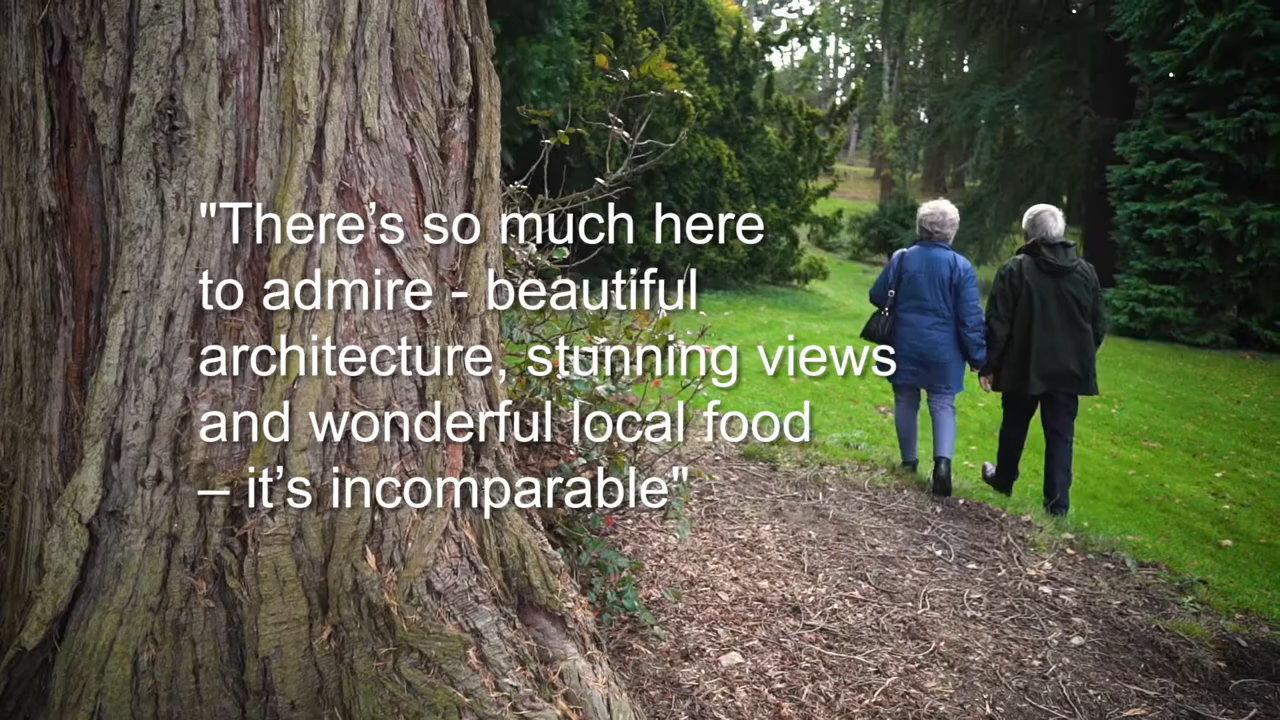 "There’s so much here
to admire - beautiful
architecture, stunning views
and wonderful local food
– it’s incomparable"